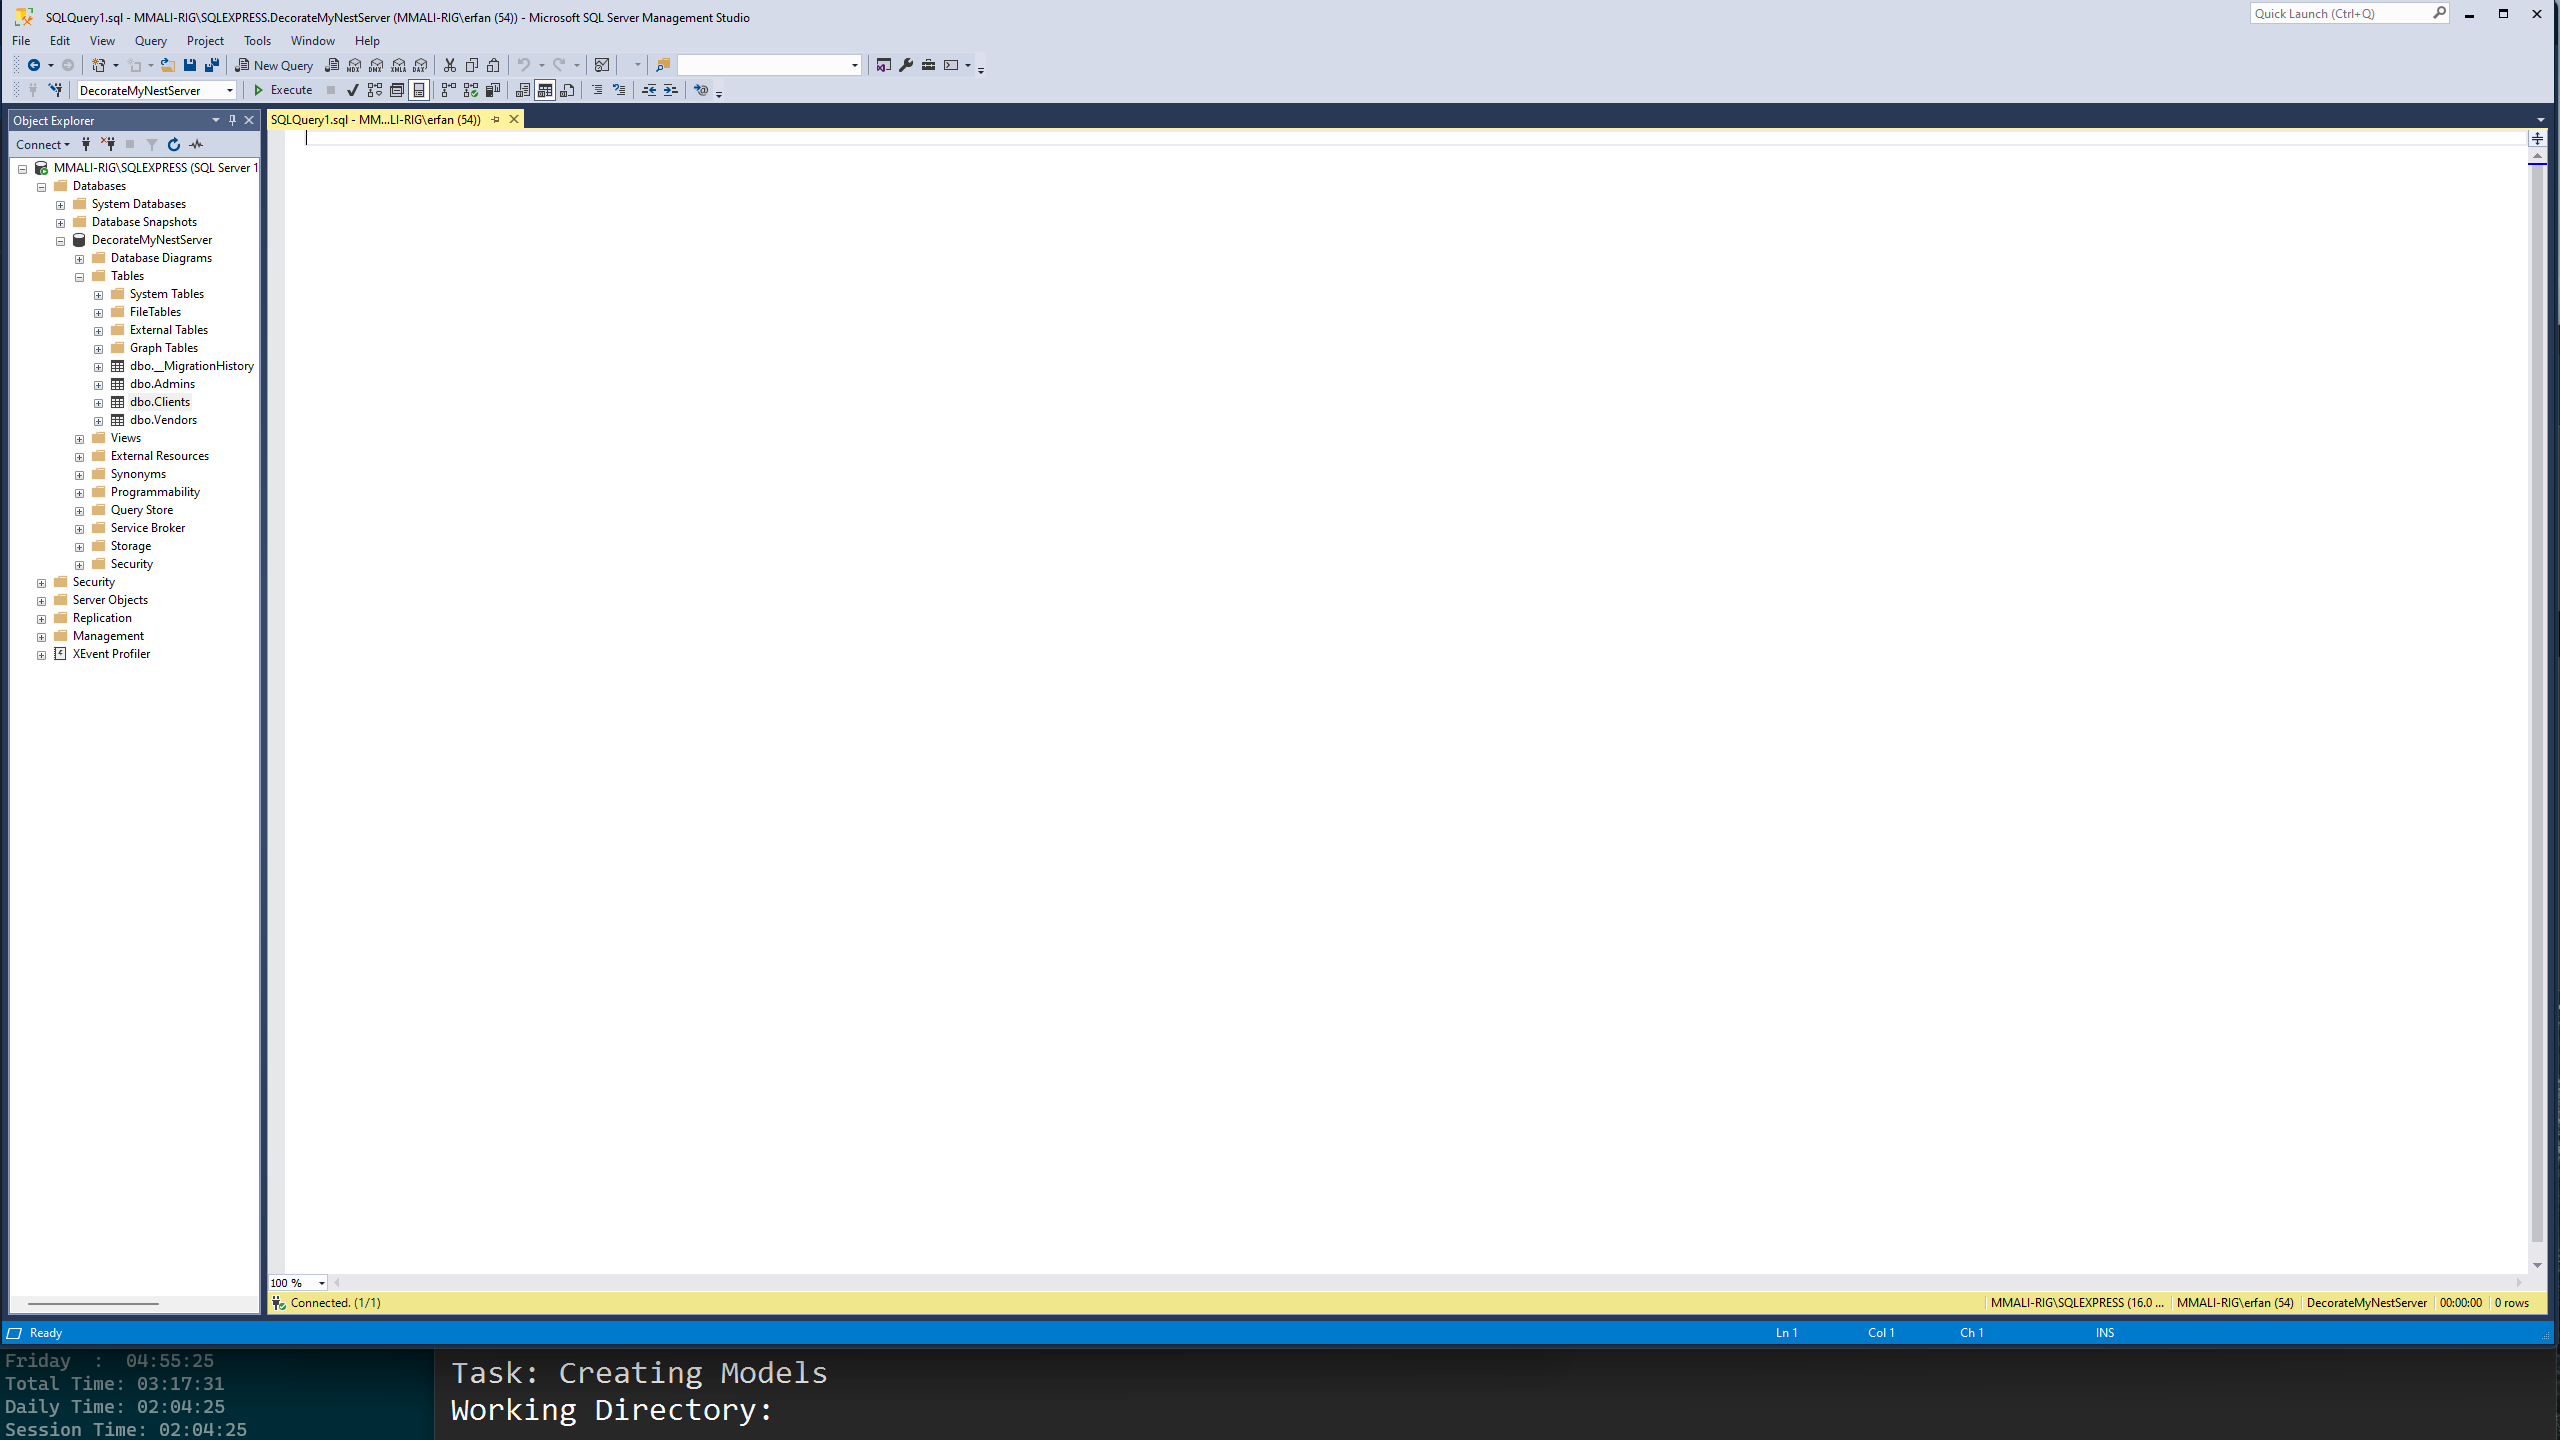 SQLQuery1.sql - MMALI-RIG\SQLEXPRESS.DecorateMyNestServer (MMALI-RIG\erfan (54)) - Microsoft SQL Server Management Studio
Quick Launch (Ctrl+Q)
File Edit View Query Project Tools Window Help
New Query MDX DMX XMLA DAX
DecorateMyNestServer Execute
Object Explorer
SQLQuery1.sql - MM...LI-RIG\erfan (54))
Connect
MMALI-RIG\SQLEXPRESS (SQL Server 1
Databases
System Databases
Database Snapshots
DecorateMyNestServer
Database Diagrams
Tables
System Tables
FileTables
External Tables
Graph Tables
dbo.__MigrationHistory
dbo.Admins
dbo.Clients
dbo.Vendors
Views
External Resources
Synonyms
Programmability
Query Store
Service Broker
Storage
Security
Security
Server Objects
Replication
Management
XEvent Profiler
100 %
Connected. (1/1)
MMALI-RIG\SQLEXPRESS (16.0 ... MMALI-RIG\erfan (54) DecorateMyNestServer 00:00:00 0 rows
Ready
Ln 1 Col 1 Ch 1 INS
Friday : 04:55:25
Total Time: 03:17:31
Daily Time: 02:04:25
Session Time: 02:04:25
Task: Creating Models
Working Directory: